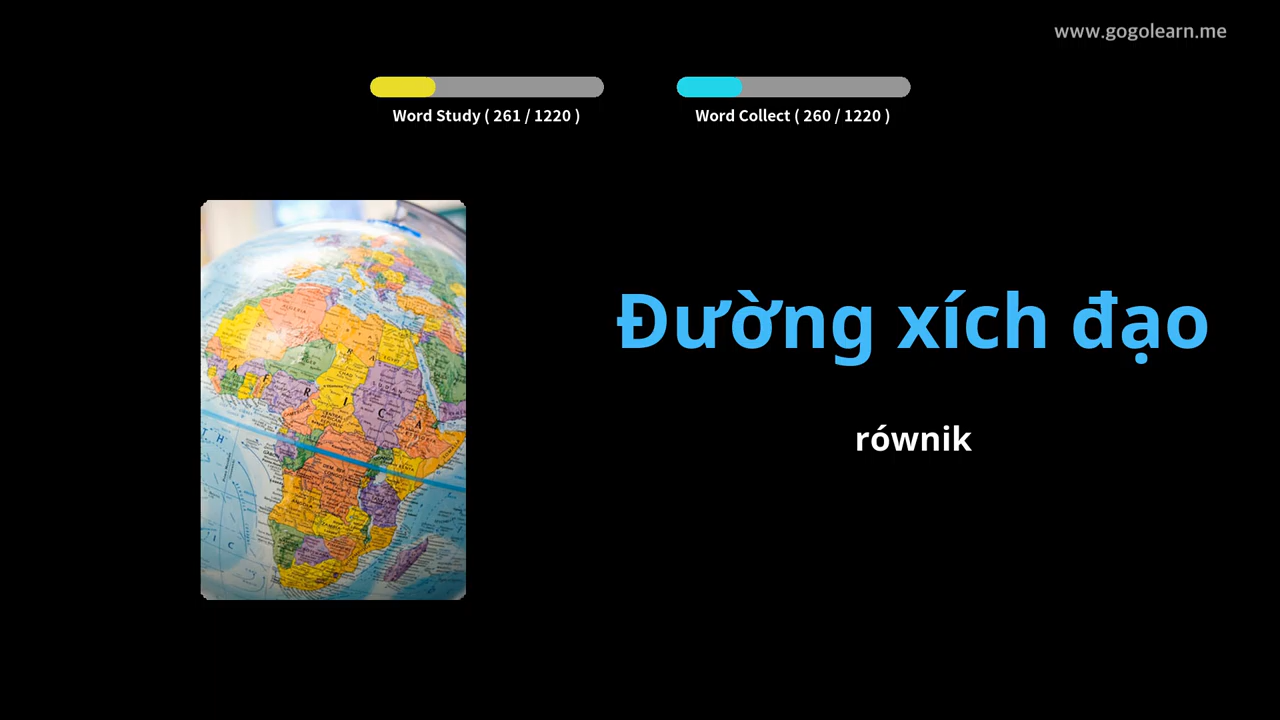 www.gogolearn.me
Word Study ( 261 / 1220 )
Word Collect ( 260 / 1220 )
Đường xích đạo
równik
A F R I C A